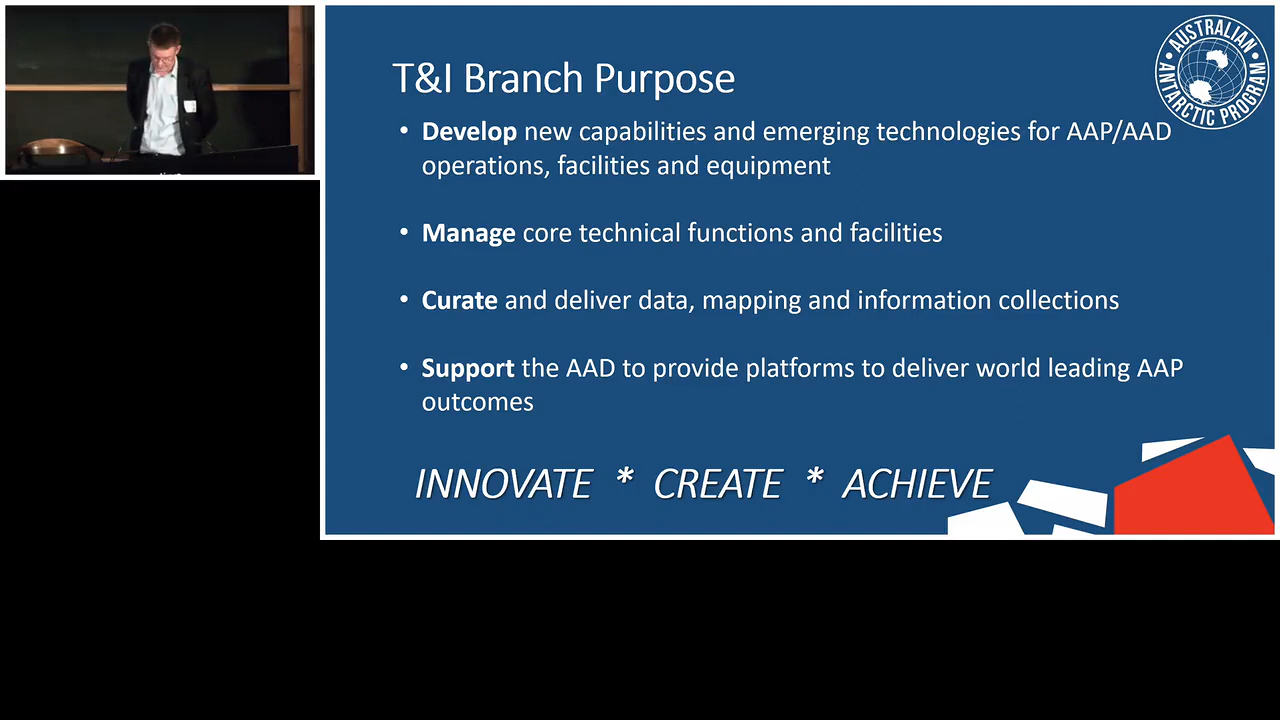 T&I Branch Purpose
AUSTRALIAN
ANTARCTIC PROGRAM
• Develop new capabilities and emerging technologies for AAP/AAD
operations, facilities and equipment
• Manage core technical functions and facilities
• Curate and deliver data, mapping and information collections
• Support the AAD to provide platforms to deliver world leading AAP
outcomes
INNOVATE * CREATE * ACHIEVE